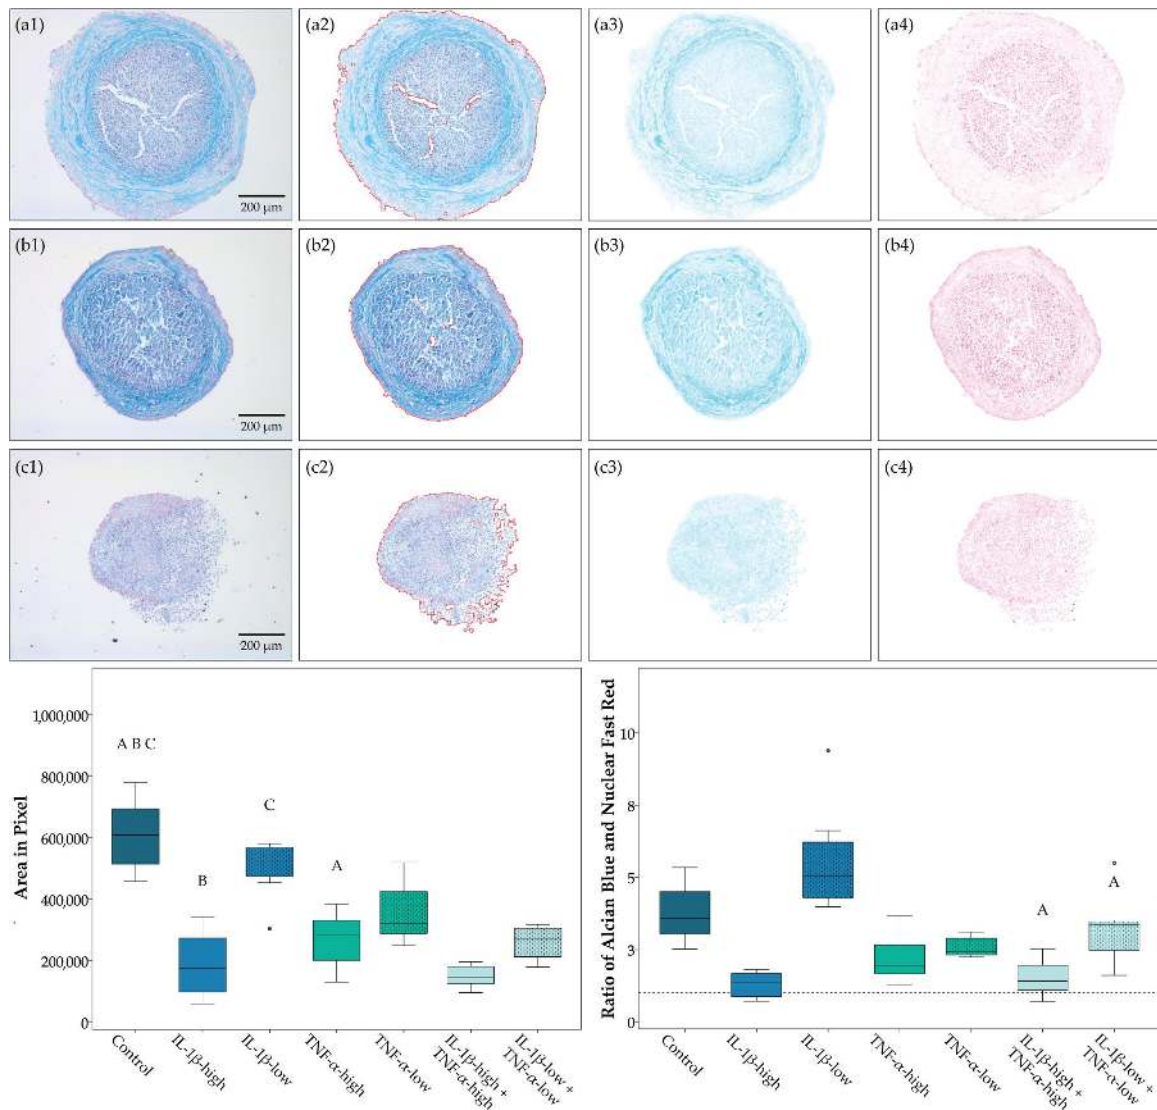 (a1)
(a2)
(a3)
(a4)
200 µm
(b1)
(b2)
(b3)
(b4)
200 µm
(c1)
(c2)
(c3)
(c4)
200 µm
Area in Pixel
1,000,000
800,000
600,000
400,000
200,000
0
A B C
B
C
A
Control
IL-1β-high
IL-1β-low
TNF-α-high
TNF-α-low
IL-1β-high +
TNF-α-high
IL-1β-low +
TNF-α-low
Ratio of Alcian Blue and Nuclear Fast Red
10
8
5
3
0
A
A
Control
IL-1β-high
IL-1β-low
TNF-α-high
TNF-α-low
IL-1β-high +
TNF-α-high
IL-1β-low +
TNF-α-low